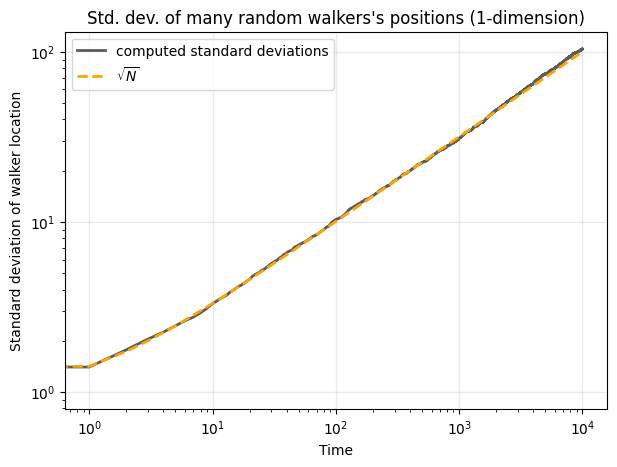 Std. dev. of many random walkers's positions (1-dimension)
computed standard deviations
√N
Standard deviation of walker location
10²
10¹
10⁰
10⁰
10¹
10²
10³
10⁴
Time